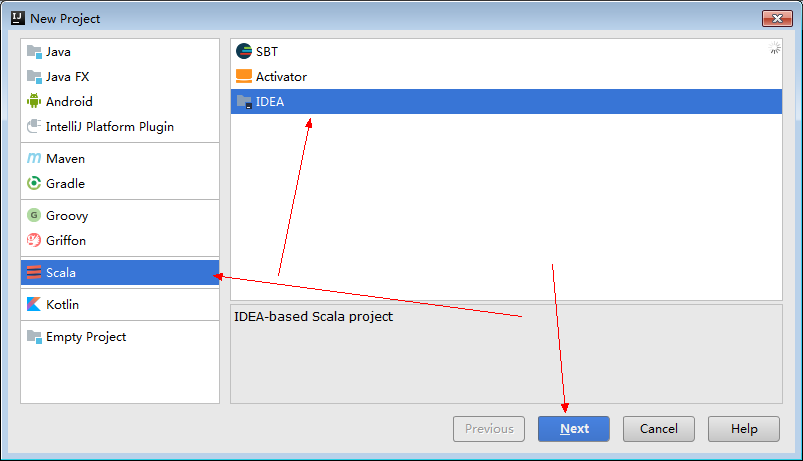 New Project
Java
Java FX
Android
IntelliJ Platform Plugin
Maven
Gradle
Groovy
Griffon
Scala
Kotlin
Empty Project
SBT
Activator
IDEA
IDEA-based Scala project
Previous
Next
Cancel
Help